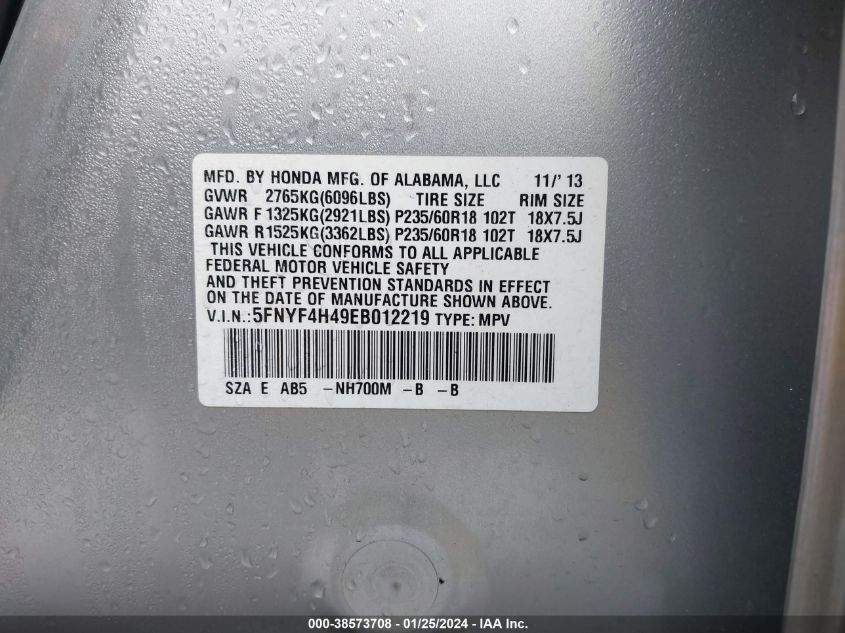 MFD. BY HONDA MFG. OF ALABAMA, LLC 11/' 13
GVWR 2765KG(6096LBS) TIRE SIZE RIM SIZE
GAWR F 1325KG(2921LBS) P235/60R18 102T 18X7.5J
GAWR R1525KG(3362LBS) P235/60R18 102T 18X7.5J
THIS VEHICLE CONFORMS TO ALL APPLICABLE
FEDERAL MOTOR VEHICLE SAFETY
AND THEFT PREVENTION STANDARDS IN EFFECT
ON THE DATE OF MANUFACTURE SHOWN ABOVE.
V.I.N.:5FNYF4H49EB012219 TYPE: MPV
SZA E AB5 -NH700M -B -B
000-38573708 — 01/25/2024 — IAA Inc.